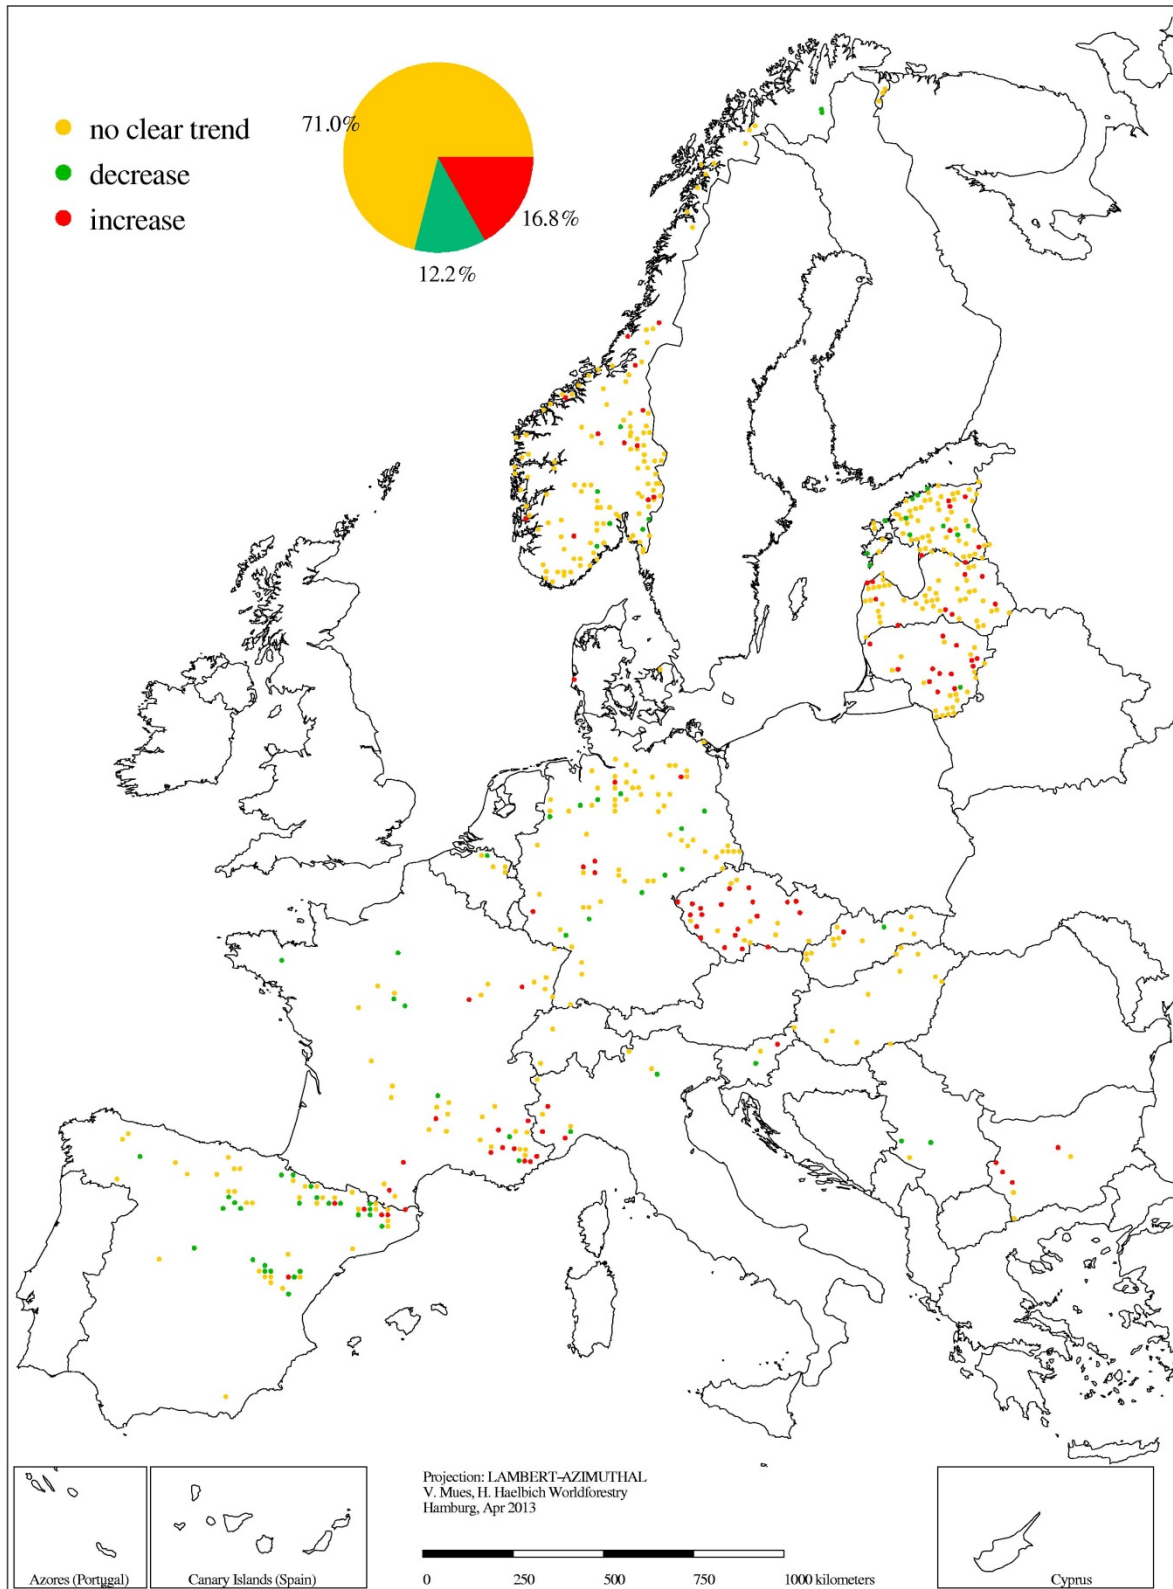 no clear trend
decrease
increase
71.0%
16.8%
12.2%
Projection: LAMBERT-AZIMUTHAL
V. Mues, H. Haelbich Worldforestry
Hamburg, Apr 2013
0 250 500 750 1000 kilometers
Azores (Portugal)
Canary Islands (Spain)
Cyprus